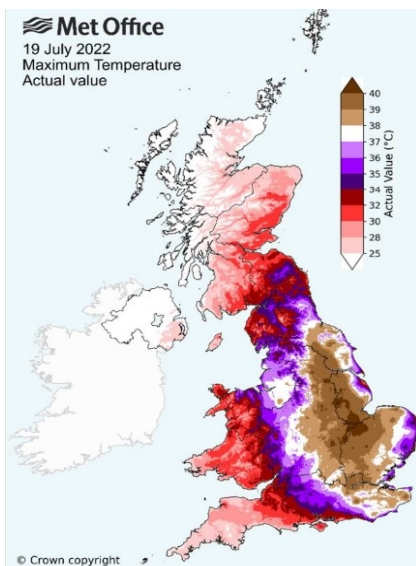 Met Office
19 July 2022
Maximum Temperature
Actual value
40
39
38
37
36
35
34
32
30
28
25
Actual Value (°C)
© Crown copyright